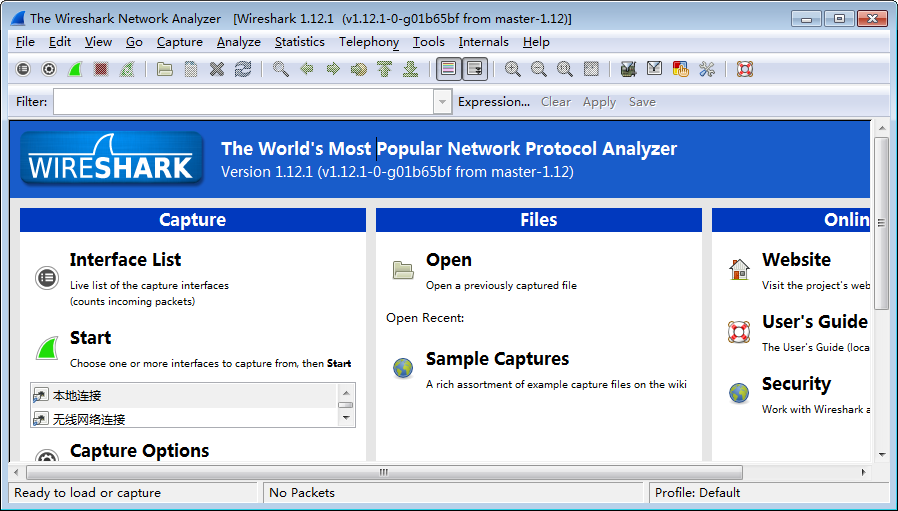 The Wireshark Network Analyzer [Wireshark 1.12.1 (v1.12.1-0-g01b65bf from master-1.12)]
File Edit View Go Capture Analyze Statistics Telephony Tools Internals Help
Filter: Expression... Clear Apply Save
WIRESHARK
The World's Most Popular Network Protocol Analyzer
Version 1.12.1 (v1.12.1-0-g01b65bf from master-1.12)
Capture
Interface List
Live list of the capture interfaces
(counts incoming packets)
Start
Choose one or more interfaces to capture from, then Start
本地连接
无线网络连接
Capture Options
Files
Open
Open a previously captured file
Open Recent:
Sample Captures
A rich assortment of example capture files on the wiki
Onlin
Website
Visit the project's web
User's Guide
The User's Guide (loca
Security
Work with Wireshark a
Ready to load or capture
No Packets
Profile: Default